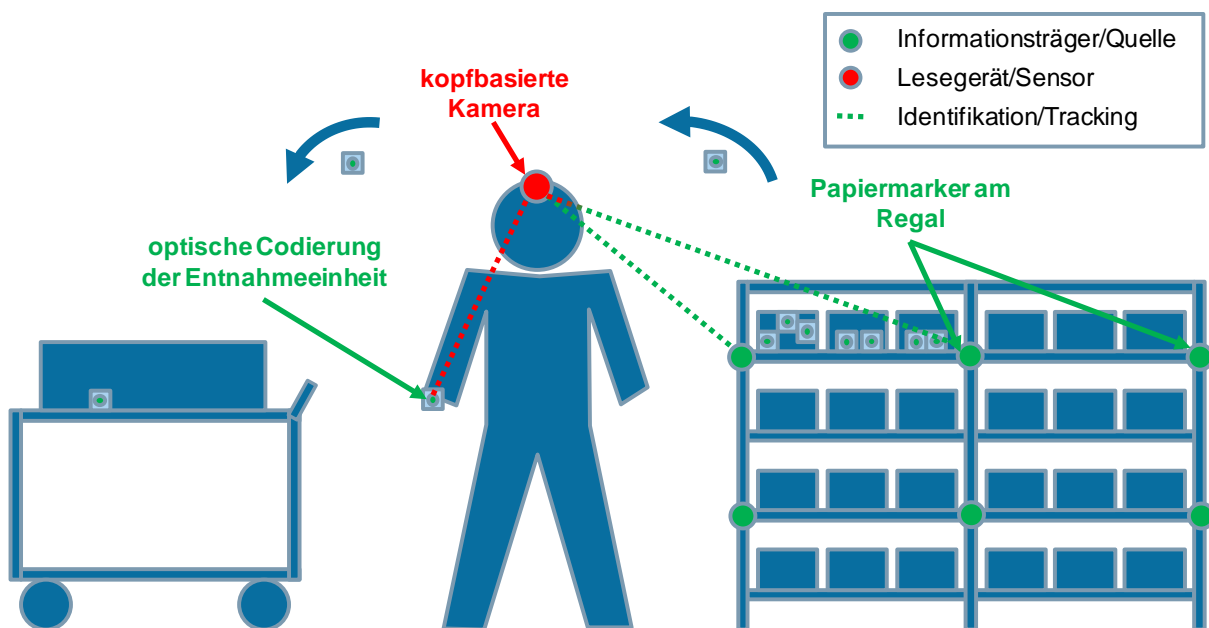 Informationsträger/Quelle
Lesegerät/Sensor
Identifikation/Tracking
kopfbasierte
Kamera
Papiermarker am
Regal
optische Codierung
der Entnahmeeinheit